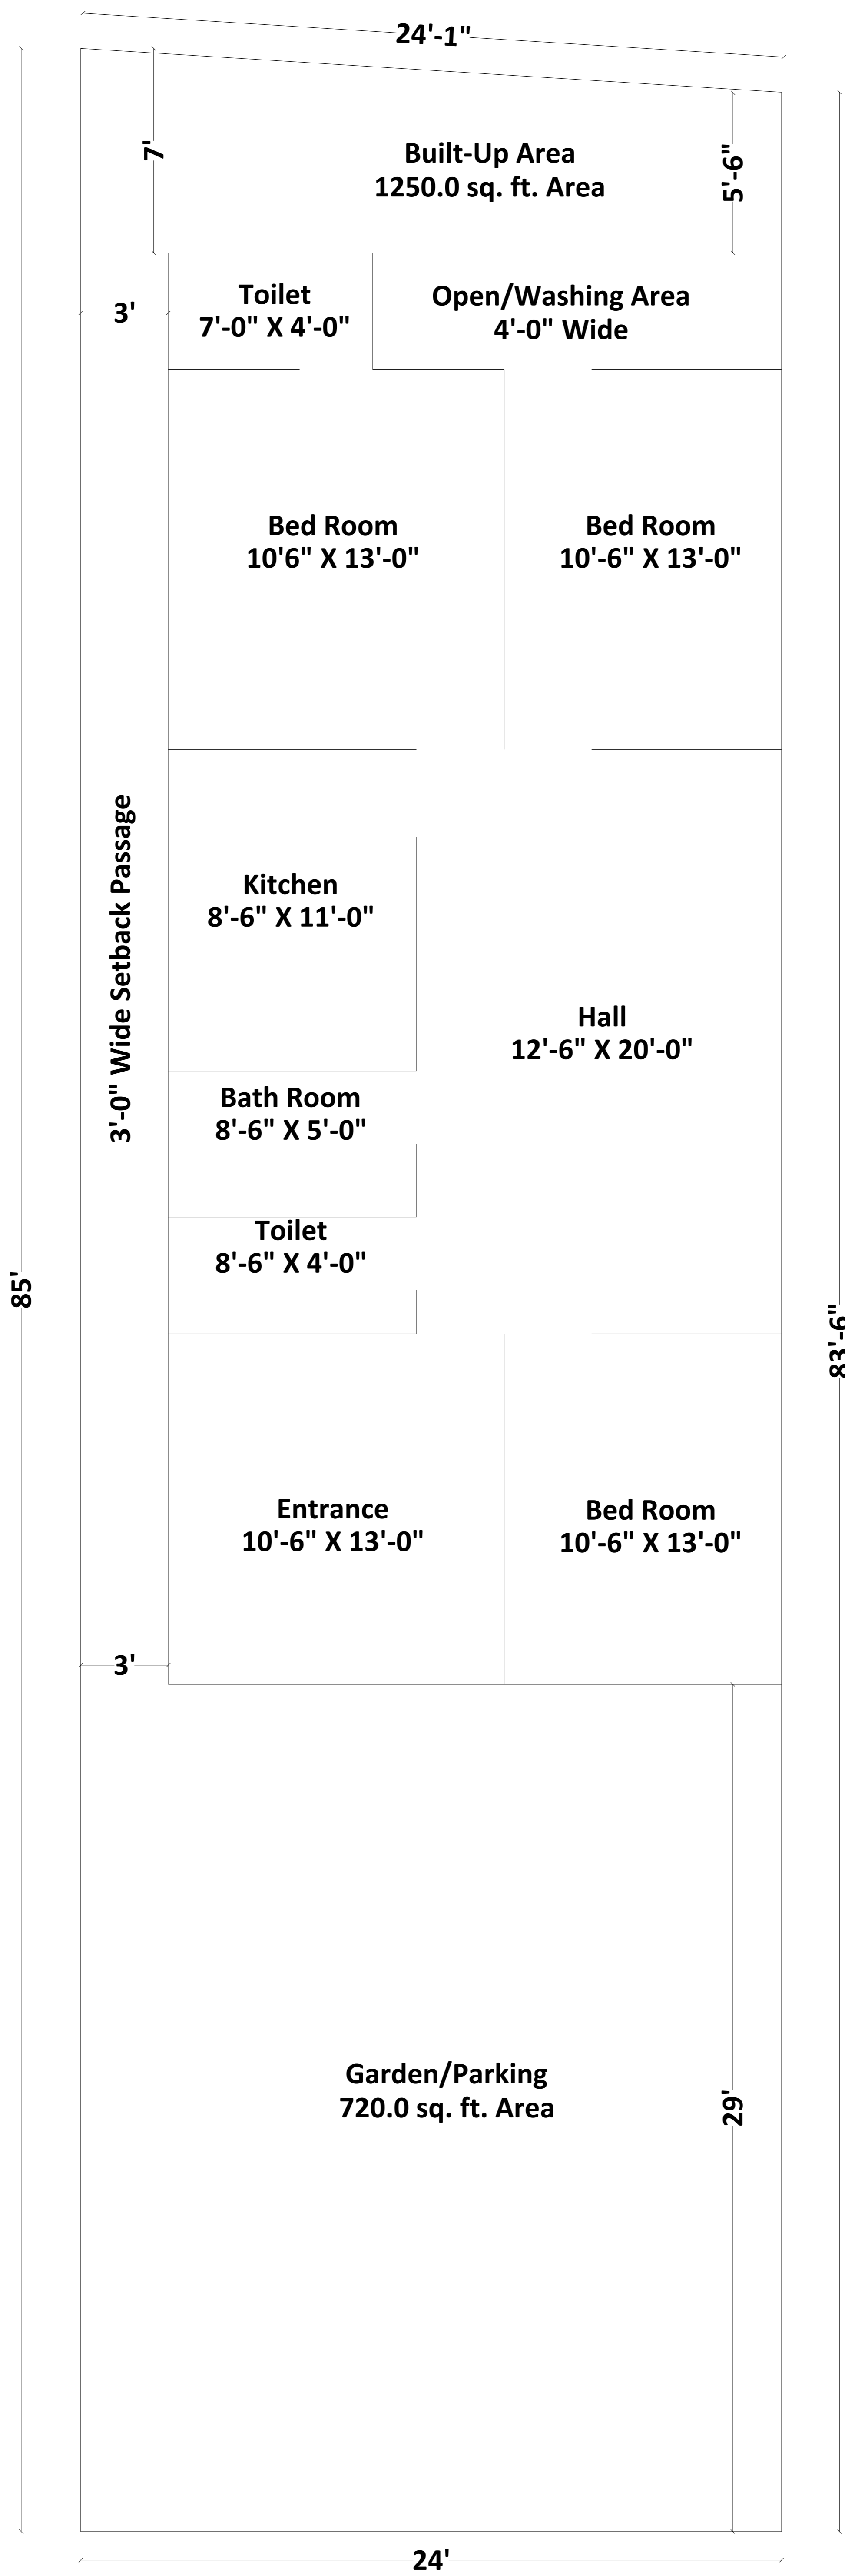 24'-1"
7'
Built-Up Area
1250.0 sq. ft. Area
5'-6"
3'
Toilet
7'-0" X 4'-0"
Open/Washing Area
4'-0" Wide
Bed Room
10'6" X 13'-0"
Bed Room
10'-6" X 13'-0"
3'-0" Wide Setback Passage
Kitchen
8'-6" X 11'-0"
Hall
12'-6" X 20'-0"
Bath Room
8'-6" X 5'-0"
Toilet
8'-6" X 4'-0"
85'
83'-6"
Entrance
10'-6" X 13'-0"
Bed Room
10'-6" X 13'-0"
3'
Garden/Parking
720.0 sq. ft. Area
29'
24'